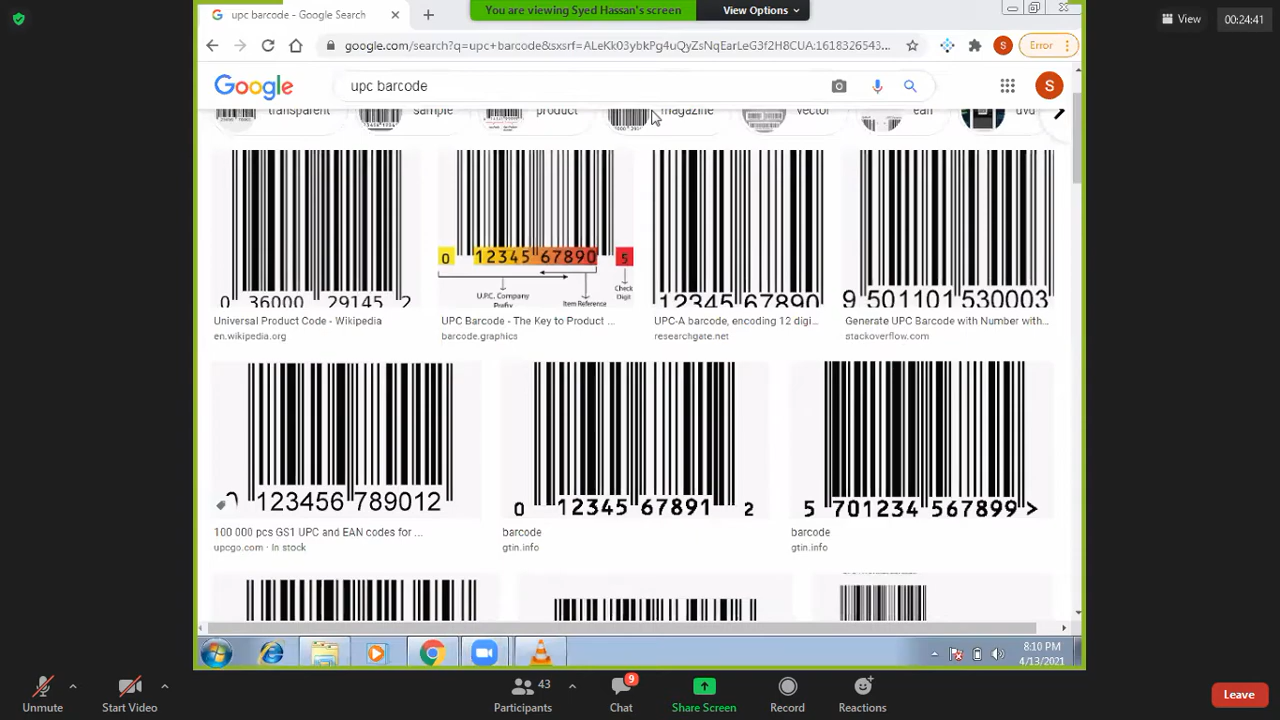 upc barcode - Google Search
You are viewing Syed Hassan's screen
View Options
View
00:24:41
google.com/search?q=upc+barcode&sxsrf=ALeKk03ybkPg4uQyZsNqEarLeG3f2H8C
S
Error
Google
upc barcode
S
transparent
sample
product
magazine
vector
ean
dvd
0 36000 29145 2
0 12345 67890 5
U.P.C. Company
Prefix
Item Reference
Check
Digit
12345 67890
9 501101 530003
Universal Product Code - Wikipedia
en.wikipedia.org
UPC Barcode - The Key to Product ...
barcode.graphics
UPC-A barcode, encoding 12 digi...
researchgate.net
Generate UPC Barcode with Number with...
stackoverflow.com
0 123456 789012
0 12345 67891 2
5 701234 567899 >
100 000 pcs GS1 UPC and EAN codes for ...
upcgo.com · In stock
barcode
gtin.info
barcode
gtin.info
8:10 PM
4/13/2021
Unmute
Start Video
43
Participants
9
Chat
Share Screen
Record
Reactions
Leave